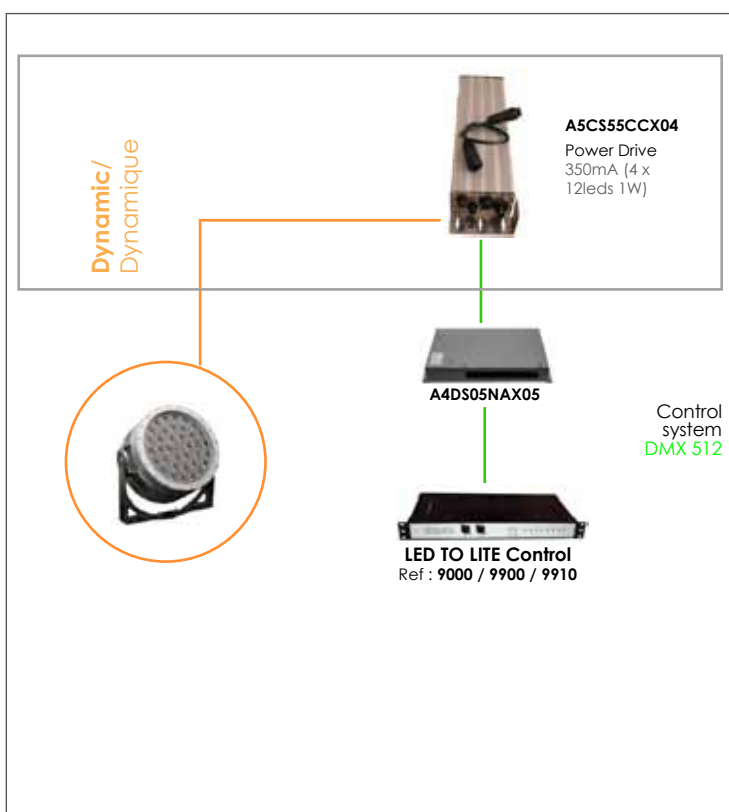 Dynamic/
Dynamique
A5CS55CCX04
Power Drive
350mA (4 x
12leds 1W)
A4DS05NAX05
Control
system
DMX 512
LED TO LITE Control
Ref : 9000 / 9900 / 9910